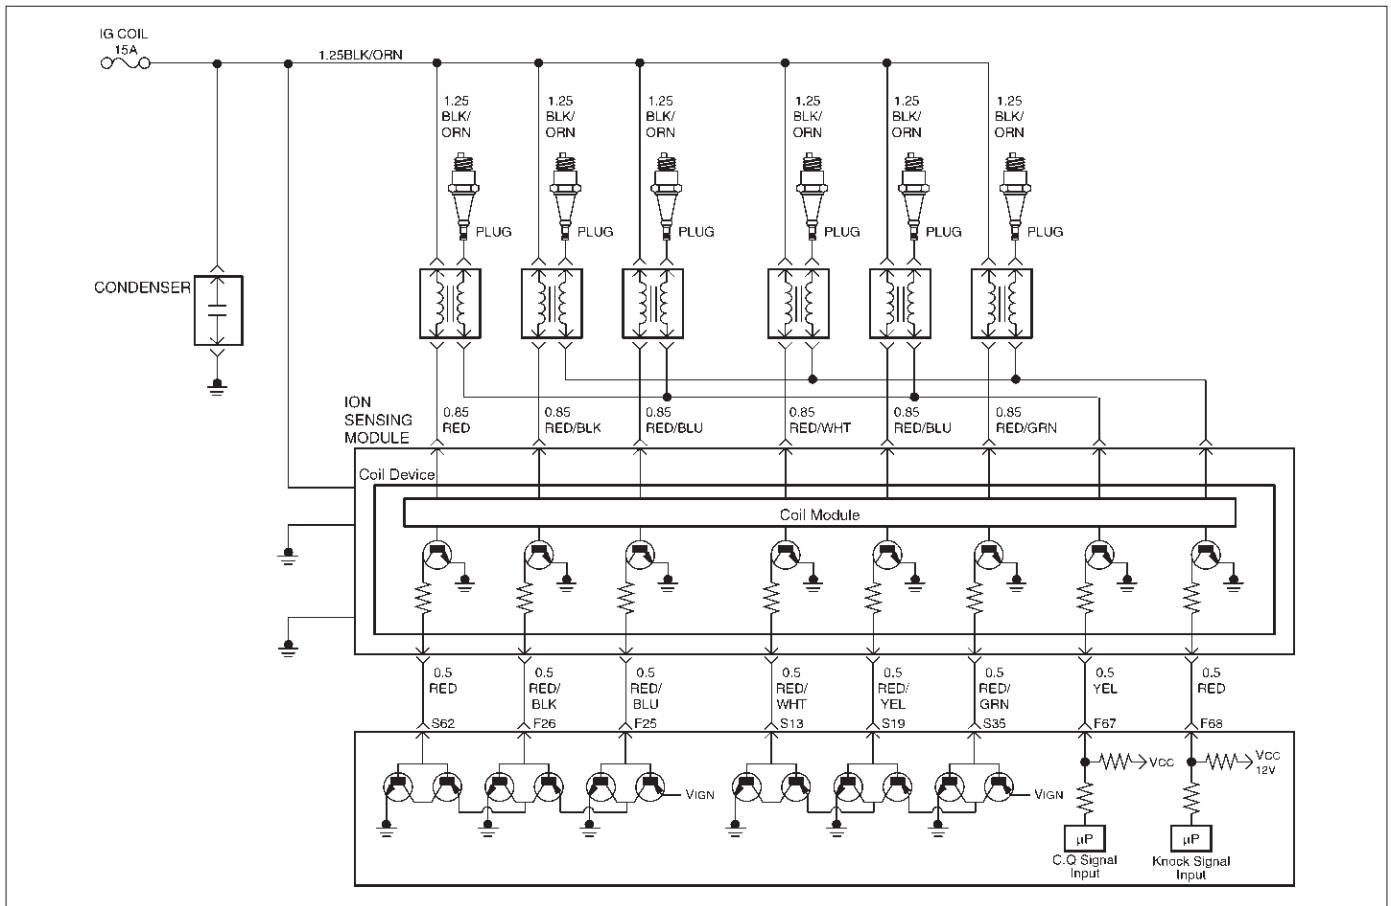 IG COIL
15A
1.25BLK/ORN
1.25
BLK/
ORN
1.25
BLK/
ORN
1.25
BLK/
ORN
1.25
BLK/
ORN
1.25
BLK/
ORN
1.25
BLK/
ORN
PLUG
PLUG
PLUG
PLUG
PLUG
PLUG
CONDENSER
ION
SENSING
MODULE
0.85
RED
0.85
RED/BLK
0.85
RED/BLU
0.85
RED/WHT
0.85
RED/BLU
0.85
RED/GRN
Coil Device
Coil Module
0.5
RED
0.5
RED/
BLK
0.5
RED/
BLU
0.5
RED/
WHT
0.5
RED/
YEL
0.5
RED/
GRN
0.5
YEL
0.5
RED
S62
F26
F25
S13
S19
S35
F67
F68
VIGN
VIGN
VCC
VCC
12V
µP
C.Q Signal
Input
µP
Knock Signal
Input